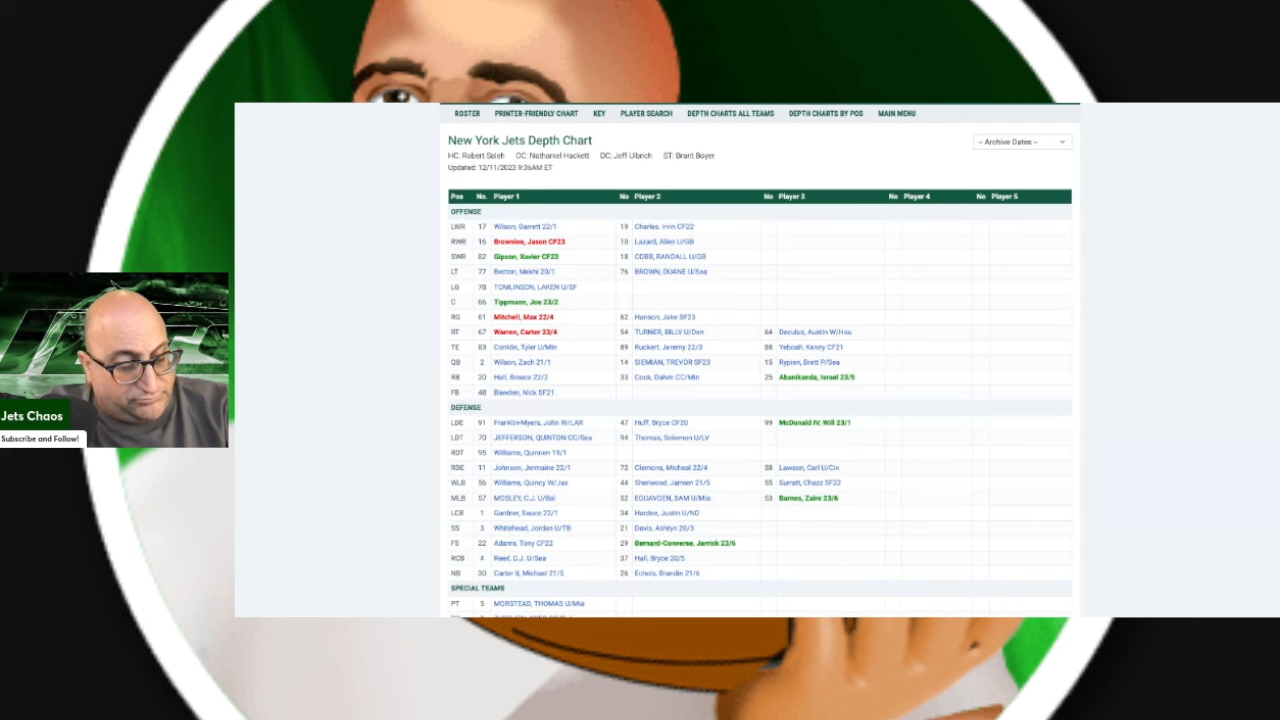 ROSTER PRINTER-FRIENDLY CHART KEY PLAYER SEARCH DEPTH CHARTS ALL TEAMS DEPTH CHARTS BY POS MAIN MENU
New York Jets Depth Chart
-- Archive Dates --
HC: Robert Saleh OC: Nathaniel Hackett DC: Jeff Ulbrich ST: Brant Boyer
Updated: 12/11/2023 9:36AM ET
Pos No. Player 1 No Player 2 No Player 3 No Player 4 No Player 5
OFFENSE
LWR 17 Wilson, Garrett 22/1 19 Charles, Irvin CF22
RWR 16 Brownlee, Jason CF23 10 Lazard, Allen U/GB
SWR 82 Gipson, Xavier CF23 18 COBB, RANDALL U/GB
LT 77 Becton, Mekhi 20/1 76 BROWN, DUANE U/Sea
LG 78 TOMLINSON, LAKEN U/SF
C 66 Tippmann, Joe 23/2
RG 61 Mitchell, Max 22/4 62 Hanson, Jake SF23
RT 67 Warren, Carter 23/4 54 TURNER, BILLY U/Den 64 Deculus, Austin W/Hou
TE 83 Conklin, Tyler U/Min 89 Ruckert, Jeremy 22/3 88 Yeboah, Kenny CF21
QB 2 Wilson, Zach 21/1 14 SIEMIAN, TREVOR SF23 15 Rypien, Brett P/Sea
RB 20 Hall, Breece 22/2 33 Cook, Dalvin CC/Min 25 Abanikanda, Israel 23/5
FB 48 Bawden, Nick SF21
DEFENSE
LDE 91 Franklin-Myers, John W/LAR 47 Huff, Bryce CF20 99 McDonald IV, Will 23/1
LDT 70 JEFFERSON, QUINTON CC/Sea 94 Thomas, Solomon U/LV
RDT 95 Williams, Quinnen 19/1
RDE 11 Johnson, Jermaine 22/1 72 Clemons, Micheal 22/4 58 Lawson, Carl U/Cin
WLB 56 Williams, Quincy W/Jax 44 Sherwood, Jamien 21/5 55 Surratt, Chazz SF22
MLB 57 MOSLEY, C.J. U/Bal 52 EGUAVOEN, SAM U/Mia 53 Barnes, Zaire 23/6
LCB 1 Gardner, Sauce 22/1 34 Hardee, Justin U/NO
SS 3 Whitehead, Jordan U/TB 21 Davis, Ashtyn 20/3
FS 22 Adams, Tony CF22 29 Bernard-Converse, Jarrick 23/6
RCB 4 Reed, D.J. U/Sea 37 Hall, Bryce 20/5
NB 30 Carter II, Michael 21/5 26 Echols, Brandin 21/6
SPECIAL TEAMS
PT 5 MORSTEAD, THOMAS U/Mia
Jets Chaos
Subscribe and Follow!